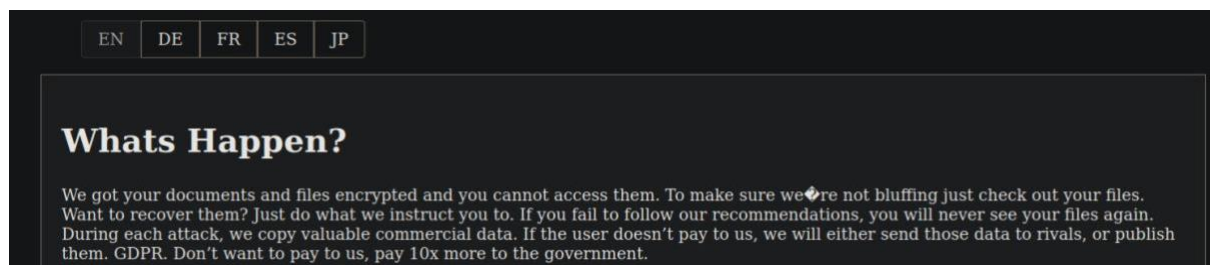 EN DE FR ES JP
Whats Happen?
We got your documents and files encrypted and you cannot access them. To make sure we�re not bluffing just check out your files.
Want to recover them? Just do what we instruct you to. If you fail to follow our recommendations, you will never see your files again.
During each attack, we copy valuable commercial data. If the user doesn’t pay to us, we will either send those data to rivals, or publish
them. GDPR. Don’t want to pay to us, pay 10x more to the government.